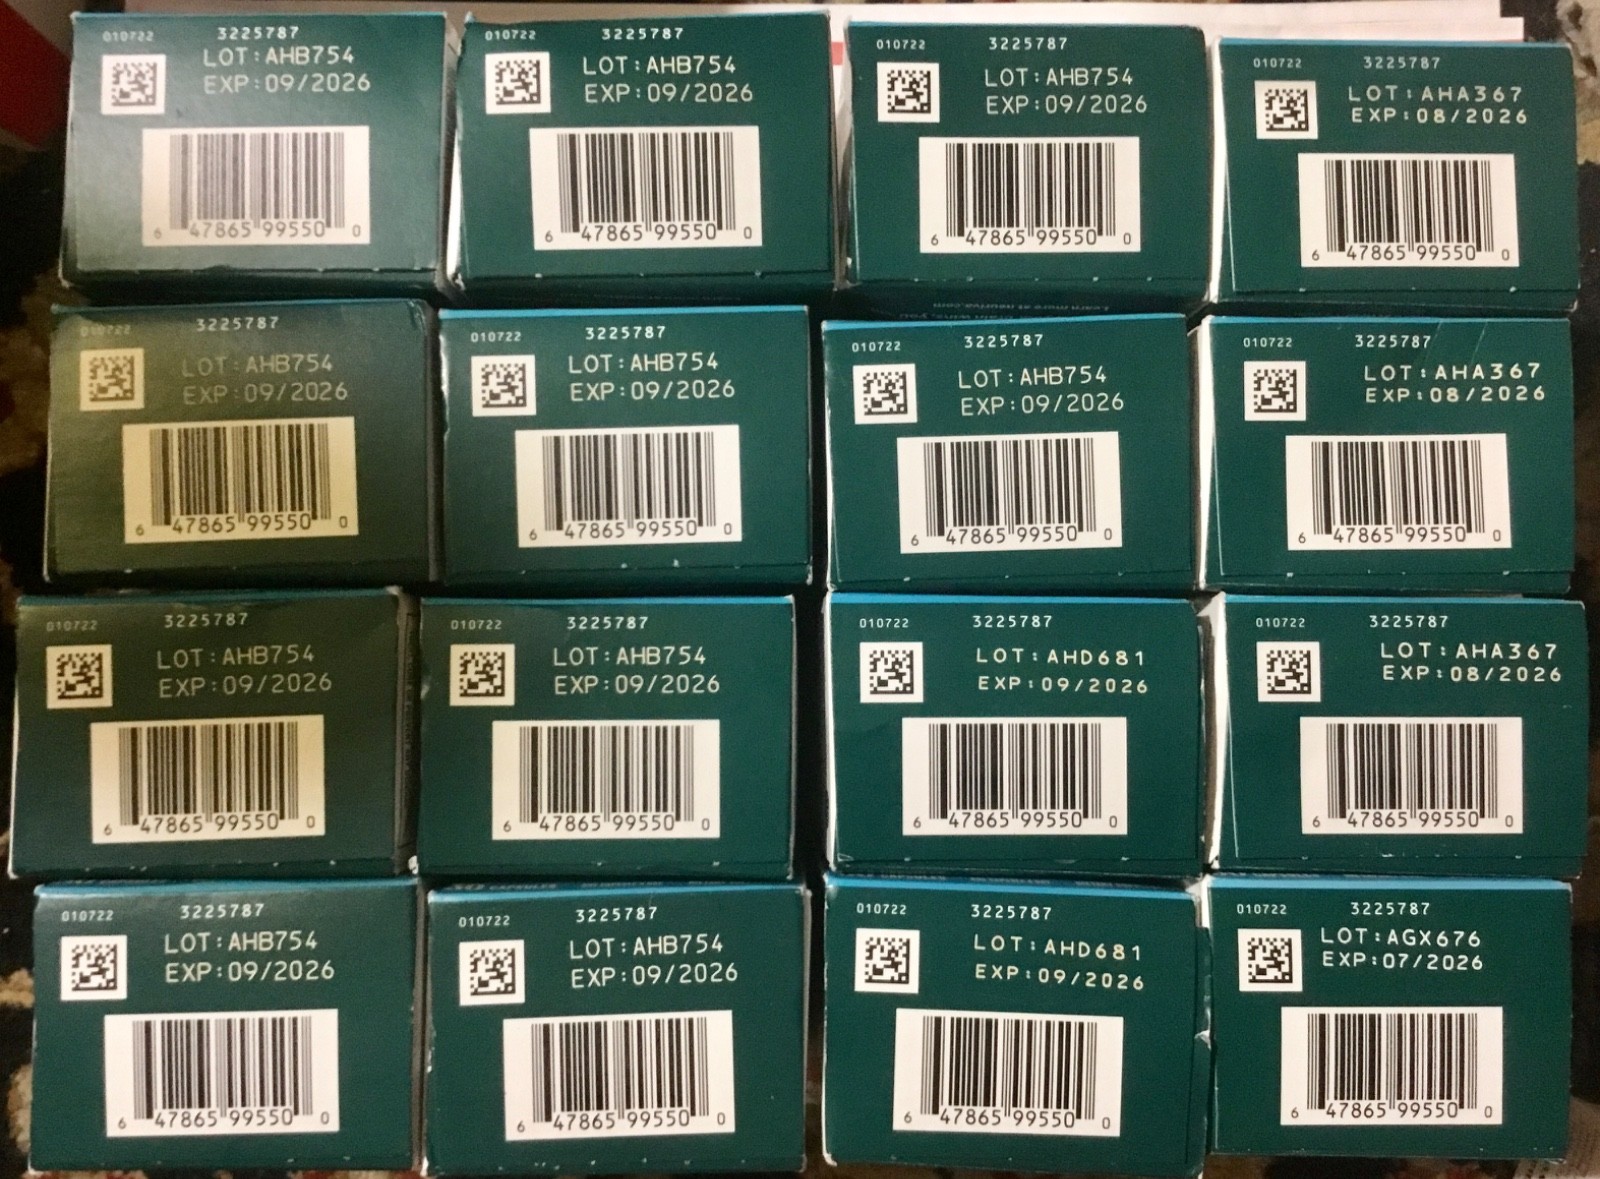 010722 3225787
LOT:AHB754
EXP:09/2026
6 47865 99550 0
010722 3225787
LOT:AHB754
EXP:09/2026
6 47865 99550 0
010722 3225787
LOT:AHB754
EXP:09/2026
6 47865 99550 0
010722 3225787
LOT:AHA367
EXP:08/2026
6 47865 99550 0
Learn more at neuriva.com
010722 3225787
LOT:AHB754
EXP:09/2026
6 47865 99550 0
010722 3225787
LOT:AHB754
EXP:09/2026
6 47865 99550 0
010722 3225787
LOT:AHB754
EXP:09/2026
6 47865 99550 0
010722 3225787
LOT:AHA367
EXP:08/2026
6 47865 99550 0
010722 3225787
LOT:AHB754
EXP:09/2026
6 47865 99550 0
010722 3225787
LOT:AHB754
EXP:09/2026
6 47865 99550 0
010722 3225787
LOT:AHD681
EXP:09/2026
6 47865 99550 0
010722 3225787
LOT:AHA367
EXP:08/2026
6 47865 99550 0
010722 3225787
LOT:AHB754
EXP:09/2026
6 47865 99550 0
30 CAPSULES
010722 3225787
LOT:AHB754
EXP:09/2026
6 47865 99550 0
010722 3225787
LOT:AHD681
EXP:09/2026
6 47865 99550 0
010722 3225787
LOT:AGX676
EXP:07/2026
6 47865 99550 0